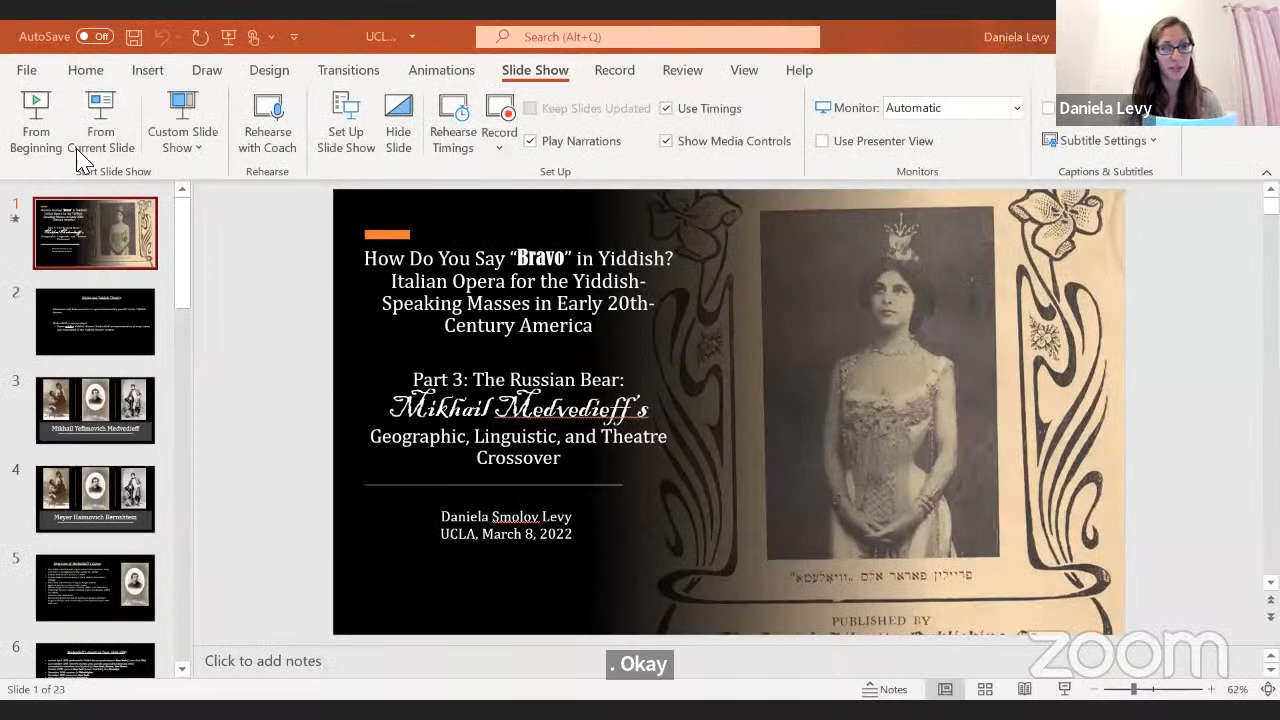 AutoSave Off
UCL...
Search (Alt+Q)
Daniela Levy
File Home Insert Draw Design Transitions Animations Slide Show Record Review View Help
Daniela Levy
From Beginning
From Current Slide
Custom Slide Show
Rehearse with Coach
Set Up Slide Show
Hide Slide
Rehearse Timings
Record
Keep Slides Updated
Use Timings
Play Narrations
Show Media Controls
Monitor: Automatic
Use Presenter View
Subtitle Settings
Rehearse
Set Up
Monitors
Captions & Subtitles
1
2
3
Mikhail Yefimovich Medvedieff
4
5
6
How Do You Say “Bravo” in Yiddish?
Italian Opera for the Yiddish-
Speaking Masses in Early 20th-
Century America
Part 3: The Russian Bear:
Mikhail Medvedieff’s
Geographic, Linguistic, and Theatre
Crossover
Daniela Smolov Levy
UCLA, March 8, 2022
PUBLISHED BY
Click to add notes
. Okay
zoom
Slide 1 of 23
Notes
62%